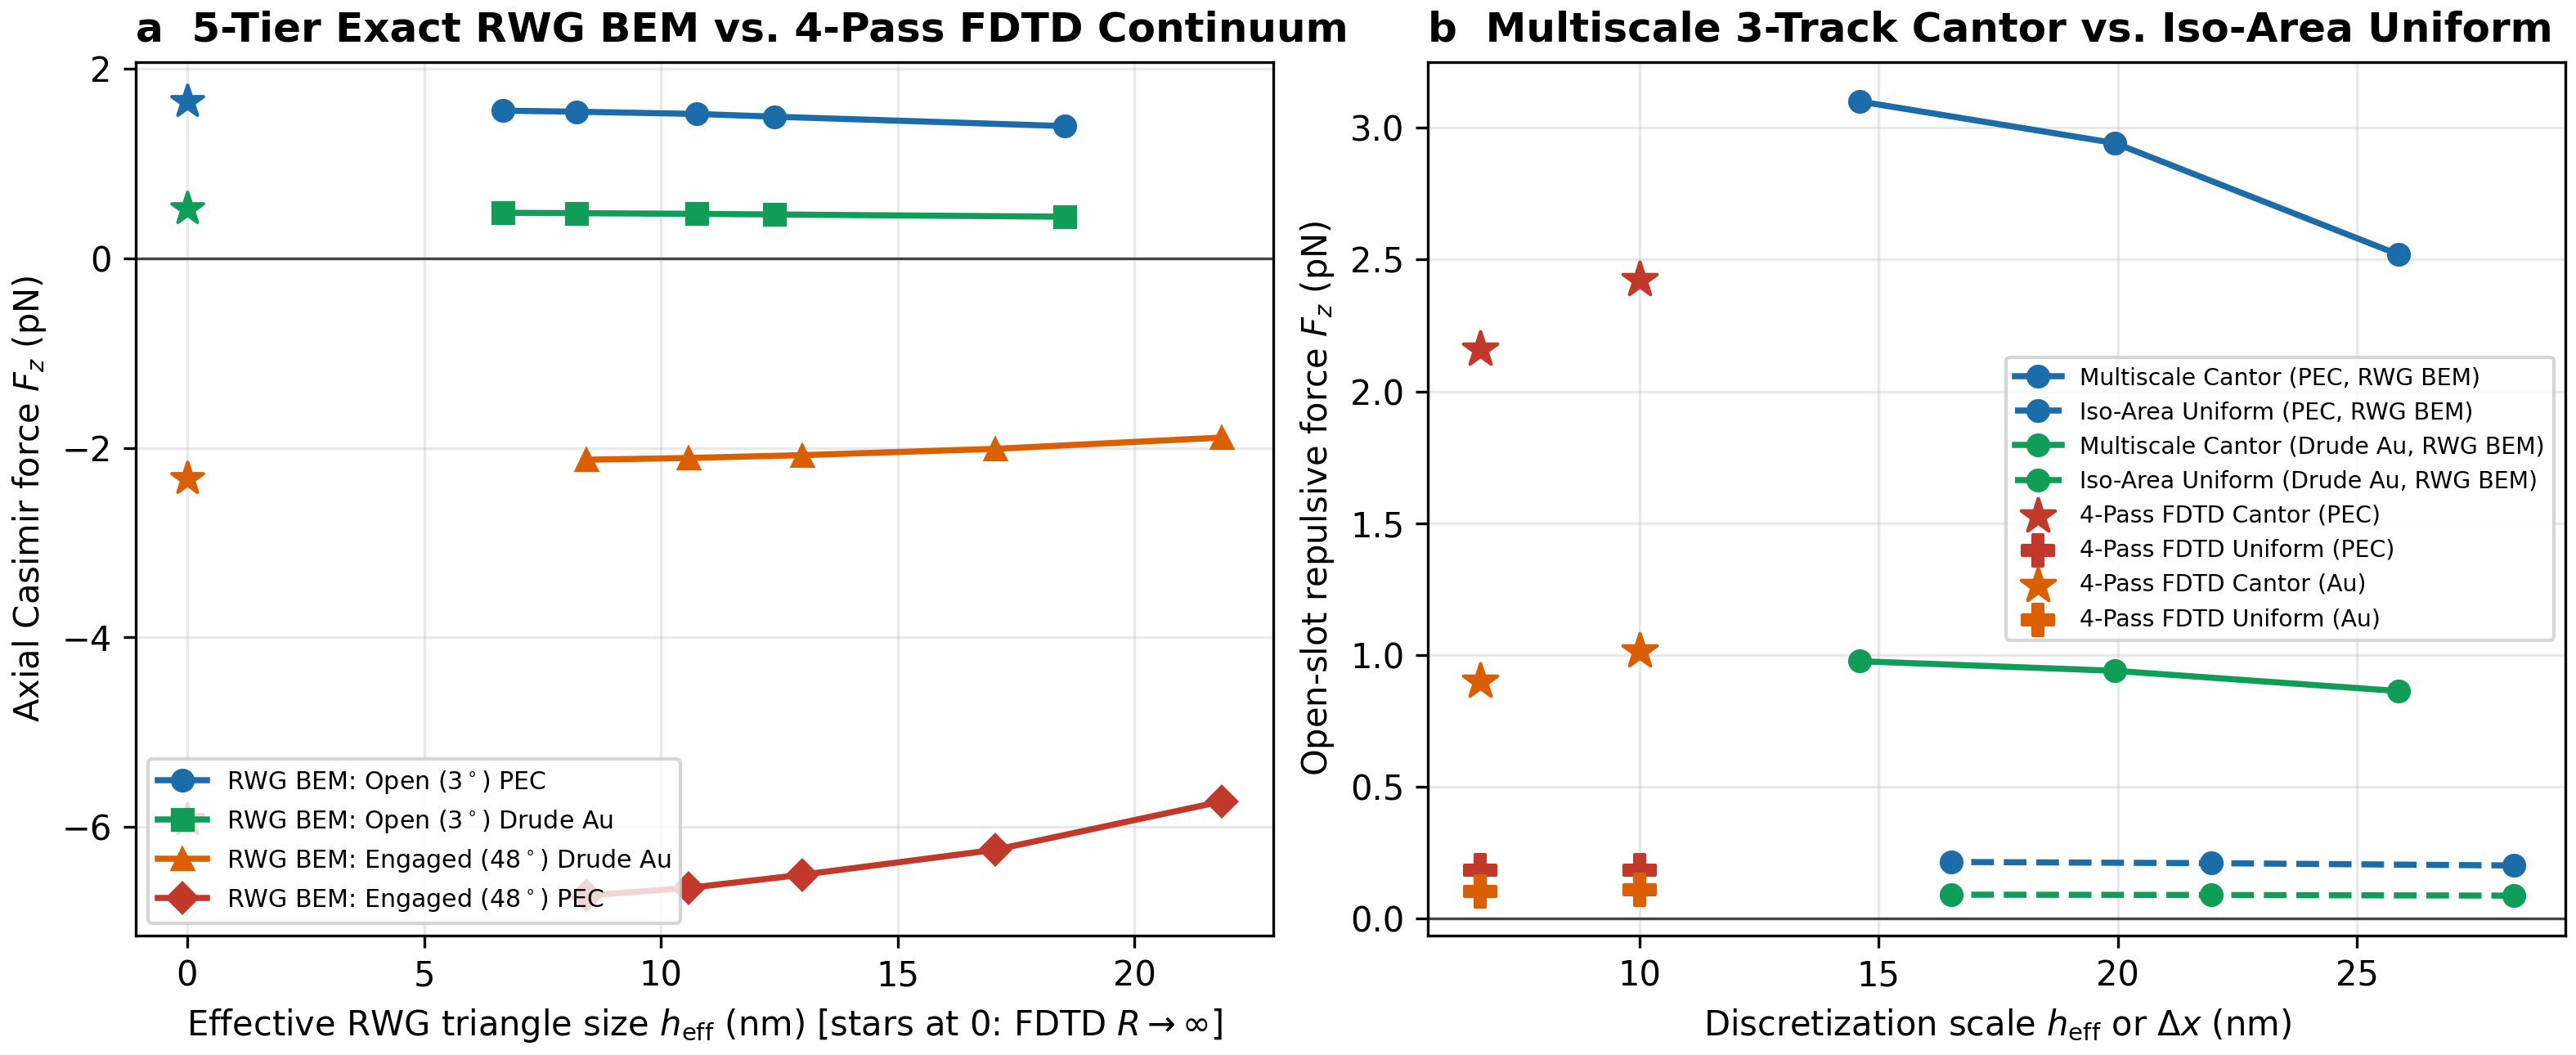 a 5-Tier Exact RWG BEM vs. 4-Pass FDTD Continuum
2
0
−2
−4
−6
Axial Casimir force F_z (pN)
RWG BEM: Open (3°) PEC
RWG BEM: Open (3°) Drude Au
RWG BEM: Engaged (48°) Drude Au
RWG BEM: Engaged (48°) PEC
0 5 10 15 20
Effective RWG triangle size h_eff (nm) [stars at 0: FDTD R → ∞]
b Multiscale 3-Track Cantor vs. Iso-Area Uniform
3.0
2.5
2.0
1.5
1.0
0.5
0.0
Open-slot repulsive force F_z (pN)
Multiscale Cantor (PEC, RWG BEM)
Iso-Area Uniform (PEC, RWG BEM)
Multiscale Cantor (Drude Au, RWG BEM)
Iso-Area Uniform (Drude Au, RWG BEM)
4-Pass FDTD Cantor (PEC)
4-Pass FDTD Uniform (PEC)
4-Pass FDTD Cantor (Au)
4-Pass FDTD Uniform (Au)
10 15 20 25
Discretization scale h_eff or Δx (nm)